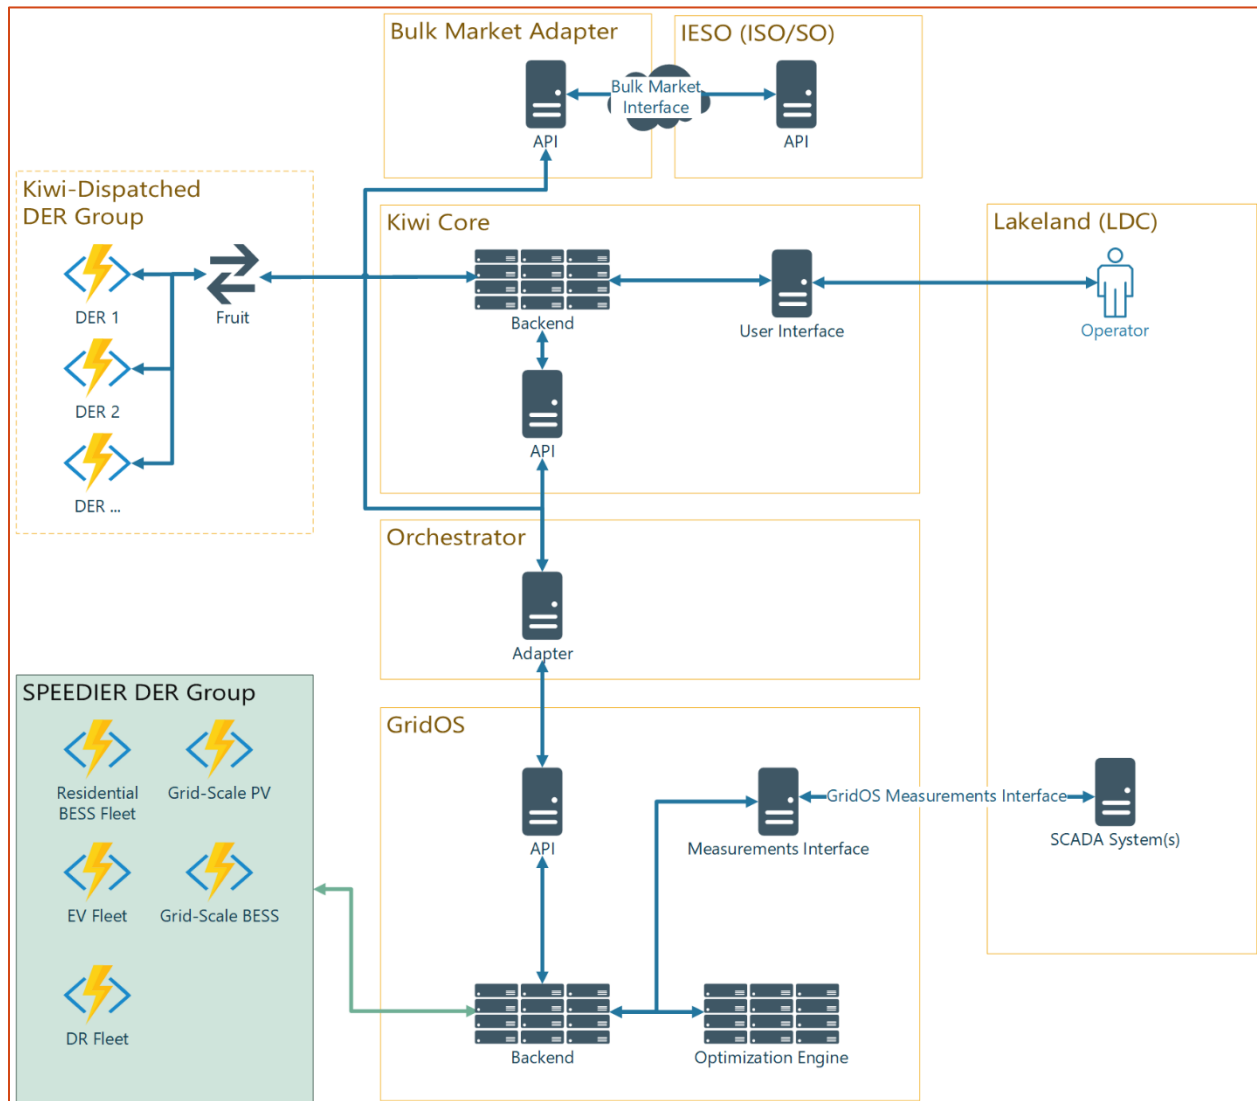 Bulk Market Adapter
IESO (ISO/SO)
Bulk Market
Interface
API
API
Kiwi-Dispatched
DER Group
DER 1
Fruit
DER 2
DER ...
Kiwi Core
Backend
User Interface
API
Lakeland (LDC)
Operator
Orchestrator
Adapter
SPEEDIER DER Group
Residential
BESS Fleet
Grid-Scale PV
EV Fleet
Grid-Scale BESS
DR Fleet
GridOS
API
Measurements Interface
GridOS Measurements Interface
SCADA System(s)
Backend
Optimization Engine